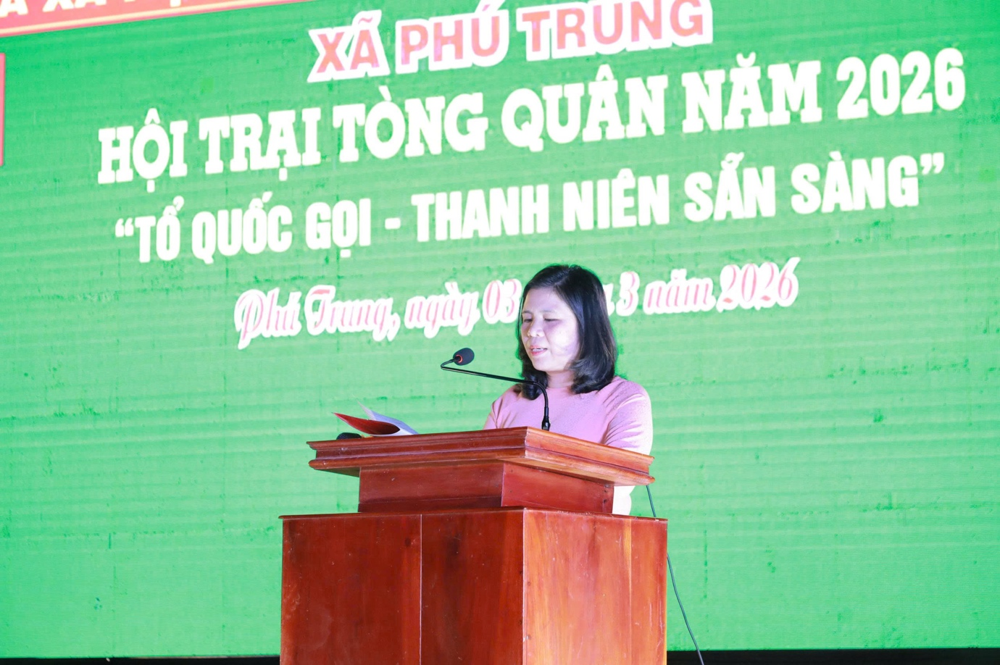 XÃ PHÚ TRUNG
HỘI TRẠI TÒNG QUÂN NĂM 2026
“TỔ QUỐC GỌI - THANH NIÊN SẴN SÀNG”
Phú Trung, ngày 03 3 năm 2026